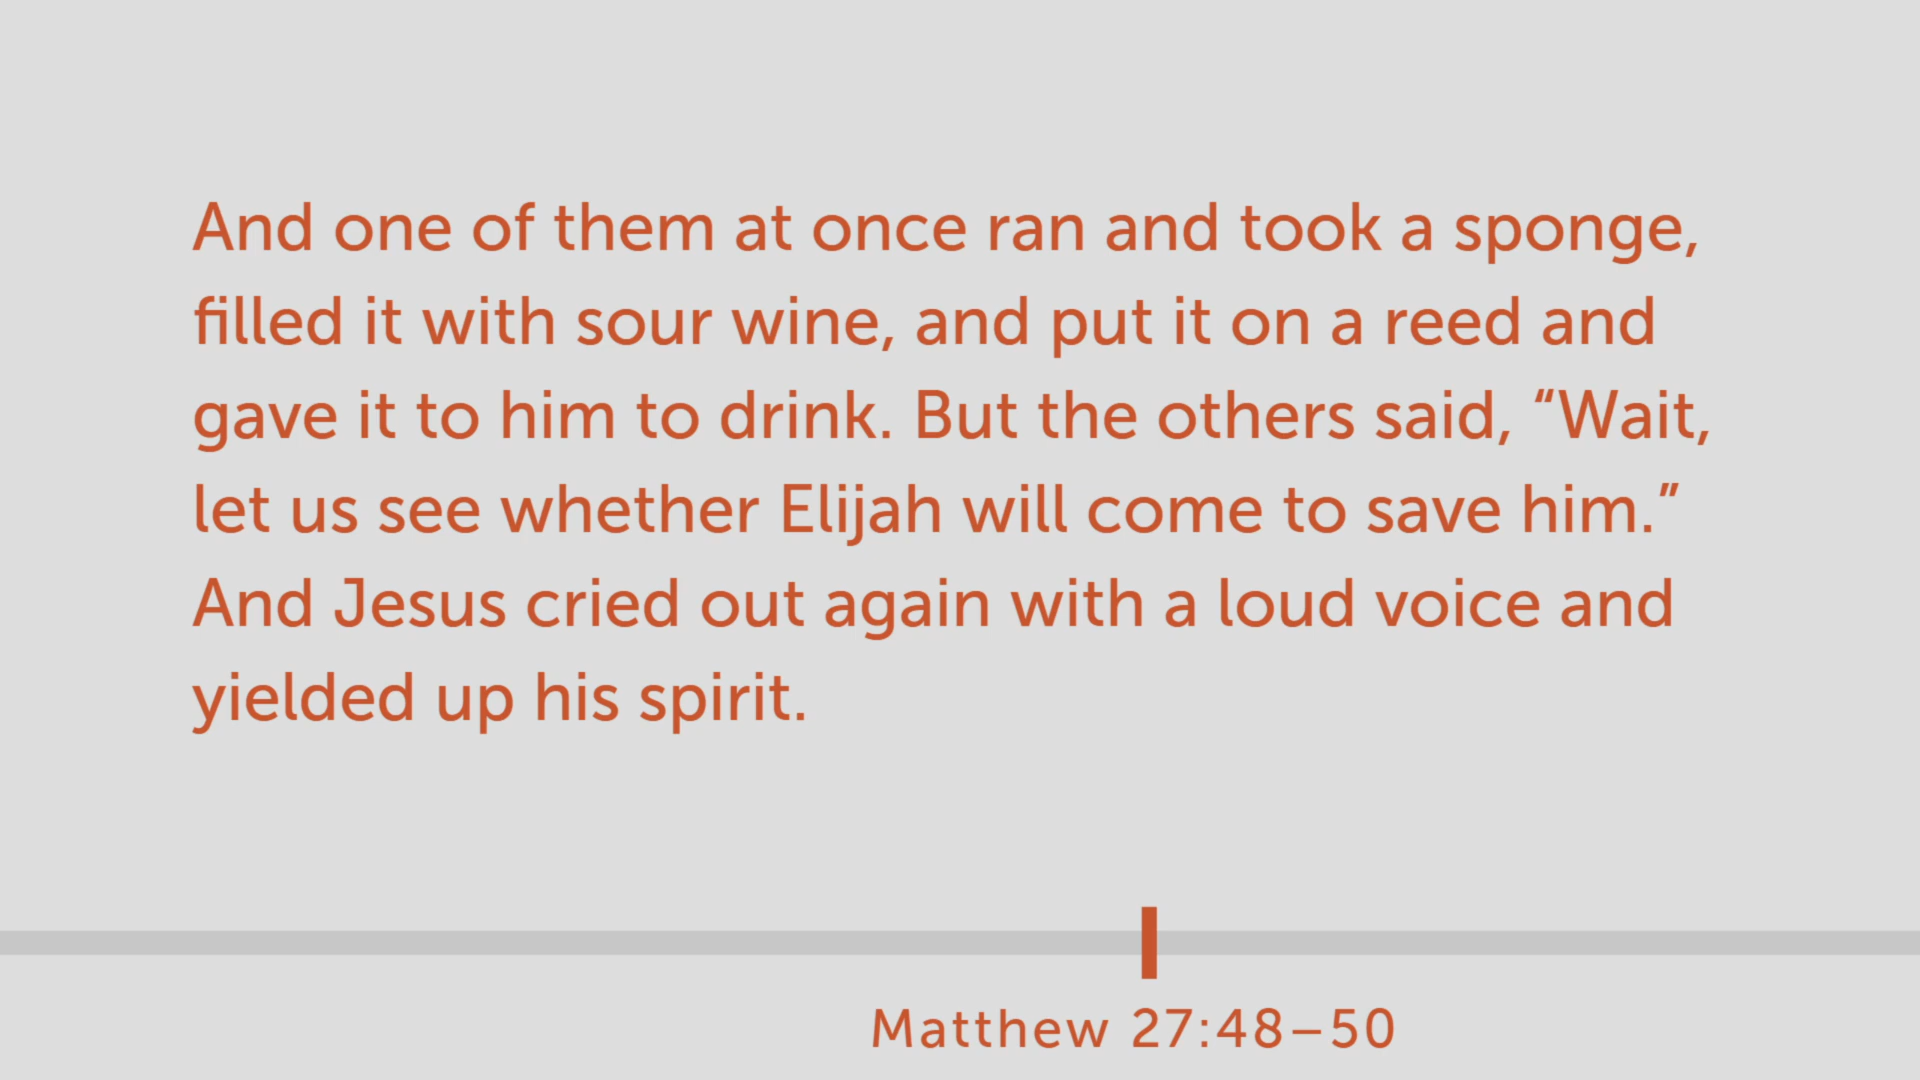 And one of them at once ran and took a sponge,
filled it with sour wine, and put it on a reed and
gave it to him to drink. But the others said, “Wait,
let us see whether Elijah will come to save him.”
And Jesus cried out again with a loud voice and
yielded up his spirit.
Matthew 27:48–50